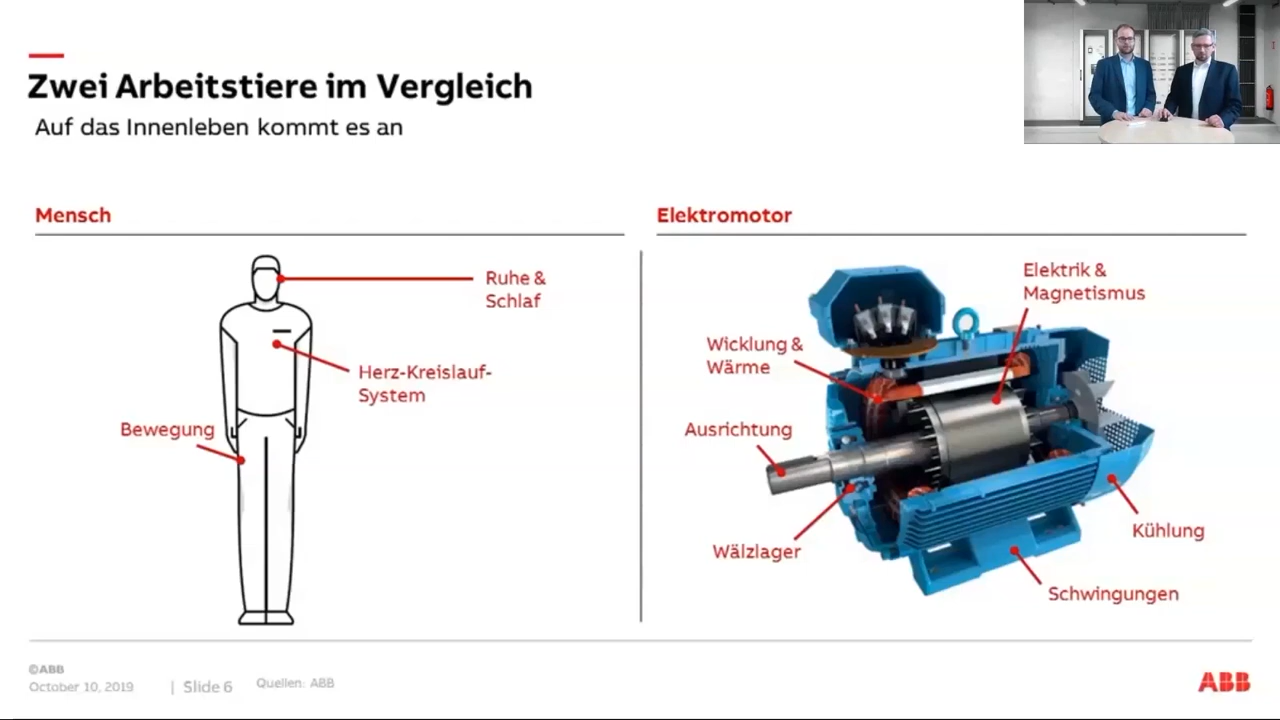 Zwei Arbeitstiere im Vergleich
Auf das Innenleben kommt es an
Mensch
Ruhe &
Schlaf
Herz-Kreislauf-
System
Bewegung
Elektromotor
Elektrik &
Magnetismus
Wicklung &
Wärme
Ausrichtung
Wälzlager
Kühlung
Schwingungen
©ABB
October 10, 2019 | Slide 6 Quellen: ABB
ABB